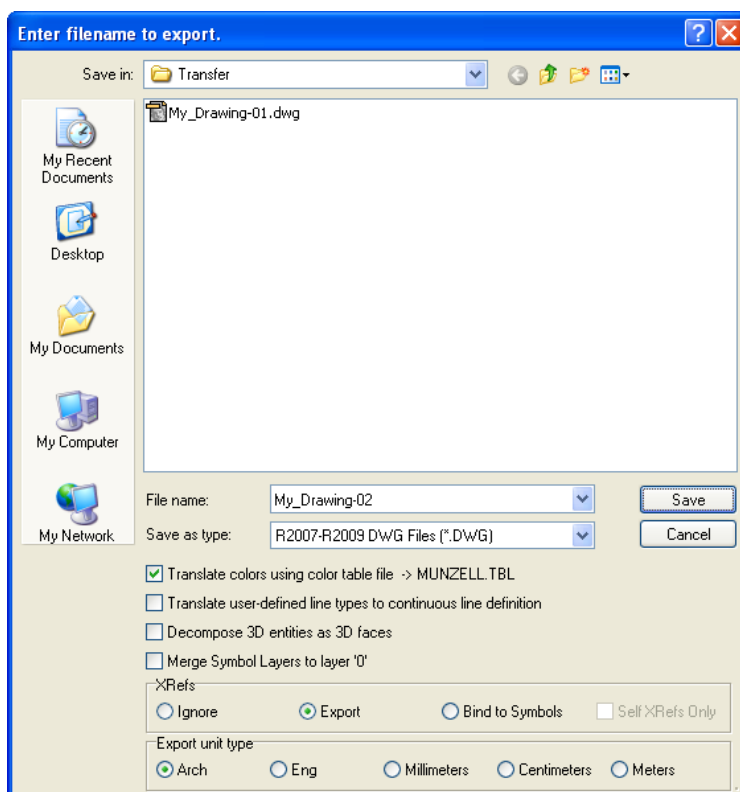 Enter filename to export.
Save in: Transfer
My_Drawing-01.dwg
My Recent
Documents
Desktop
My Documents
My Computer
My Network
File name: My_Drawing-02 Save
Save as type: R2007-R2009 DWG Files (*.DWG) Cancel
Translate colors using color table file -> MUNZELL.TBL
Translate user-defined line types to continuous line definition
Decompose 3D entities as 3D faces
Merge Symbol Layers to layer '0'
XRefs
Ignore Export Bind to Symbols Self XRefs Only
Export unit type
Arch Eng Millimeters Centimeters Meters